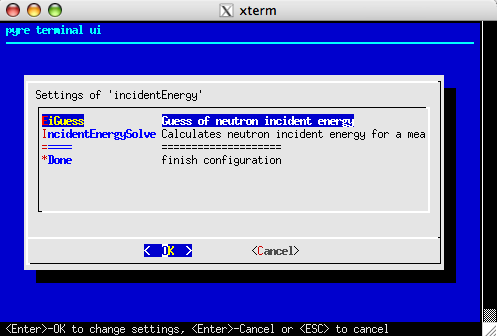 X xterm
pyre terminal ui
Settings of 'incidentEnergy'
EiGuess Guess of neutron incident energy
IncidentEnergySolve Calculates neutron incident energy for a mea
===== ====================
*Done finish configuration
< OK > <Cancel>
<Enter>-OK to change settings, <Enter>-Cancel or <ESC> to cancel